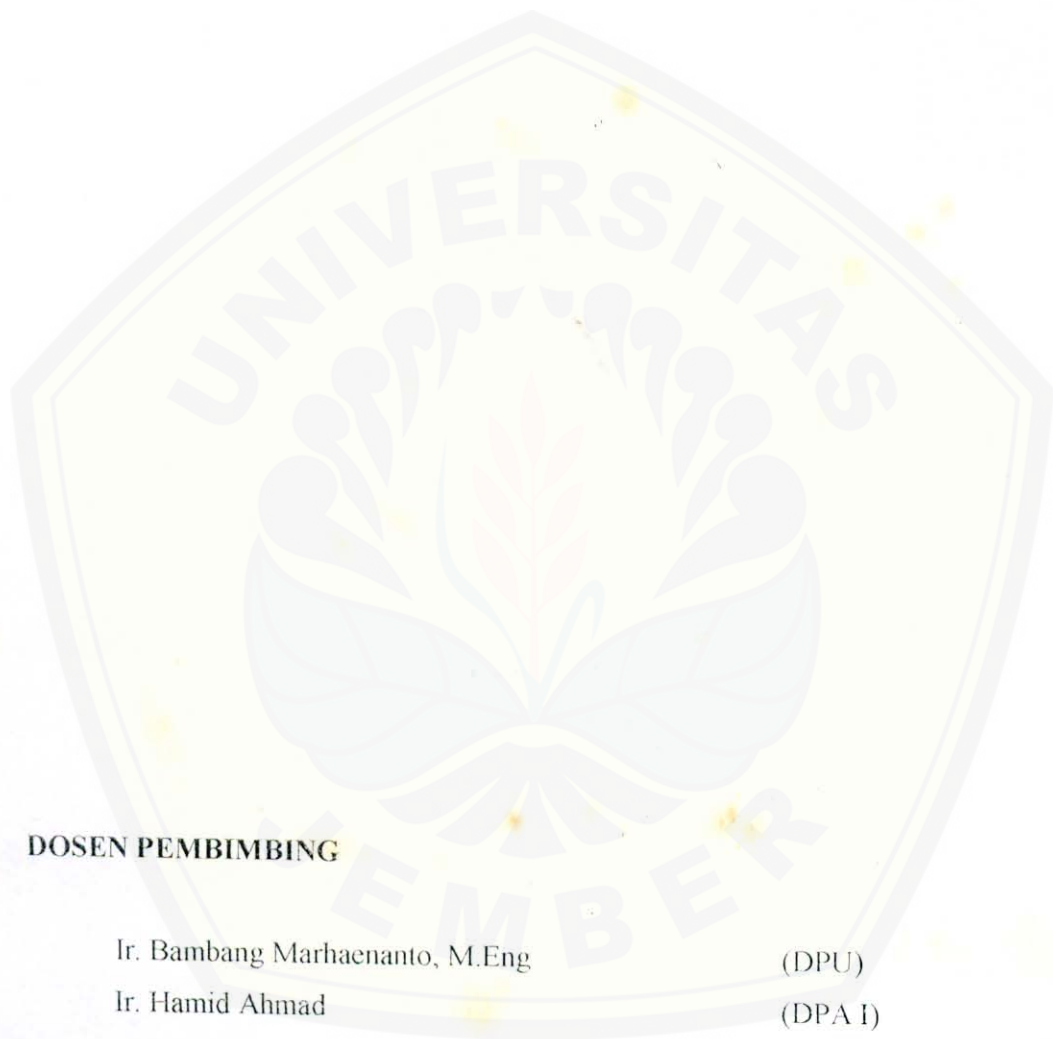 UNIVERSITAS
JEMBER
DOSEN PEMBIMBING
Ir. Bambang Marhaenanto, M.Eng (DPU)
Ir. Hamid Ahmad (DPA I)